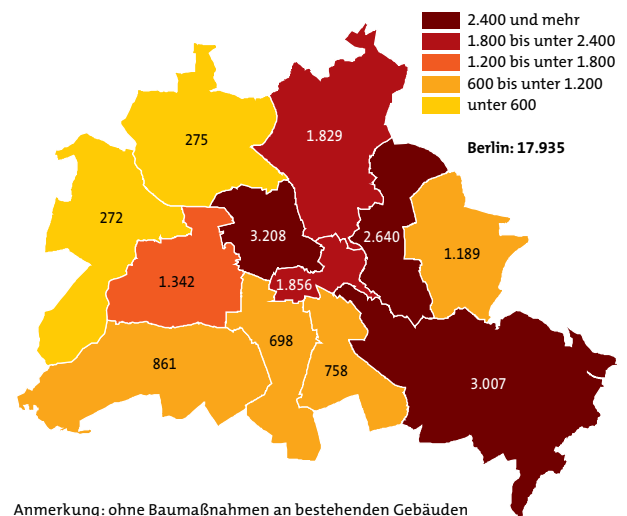 2.400 und mehr
1.800 bis unter 2.400
1.200 bis unter 1.800
600 bis unter 1.200
unter 600
Berlin: 17.935
275
1.829
272
3.208
2.640
1.189
1.342
1.856
698
861
758
3.007
Anmerkung: ohne Baumaßnahmen an bestehenden Gebäuden